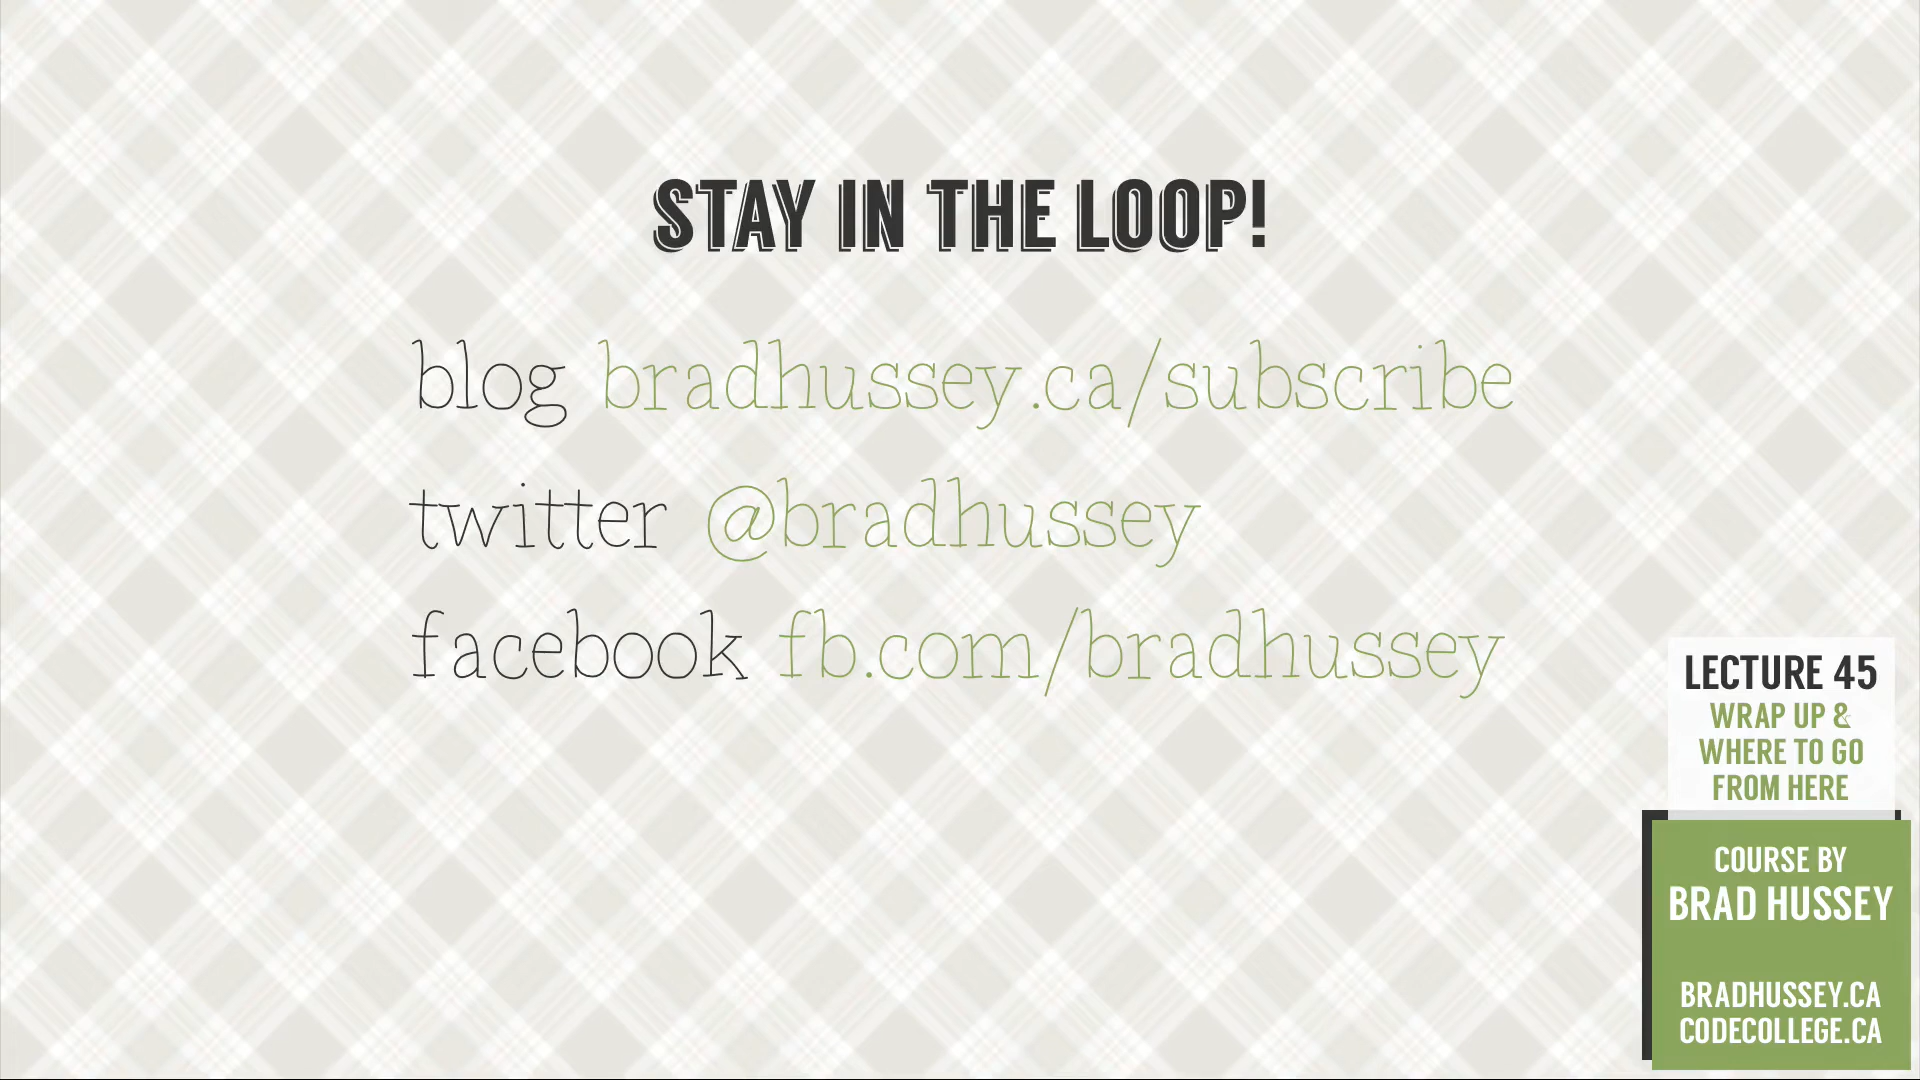 STAY IN THE LOOP!
blog bradhussey.ca/subscribe
twitter @bradhussey
facebook fb.com/bradhussey
LECTURE 45
WRAP UP &
WHERE TO GO
FROM HERE
COURSE BY
BRAD HUSSEY
BRADHUSSEY.CA
CODECOLLEGE.CA